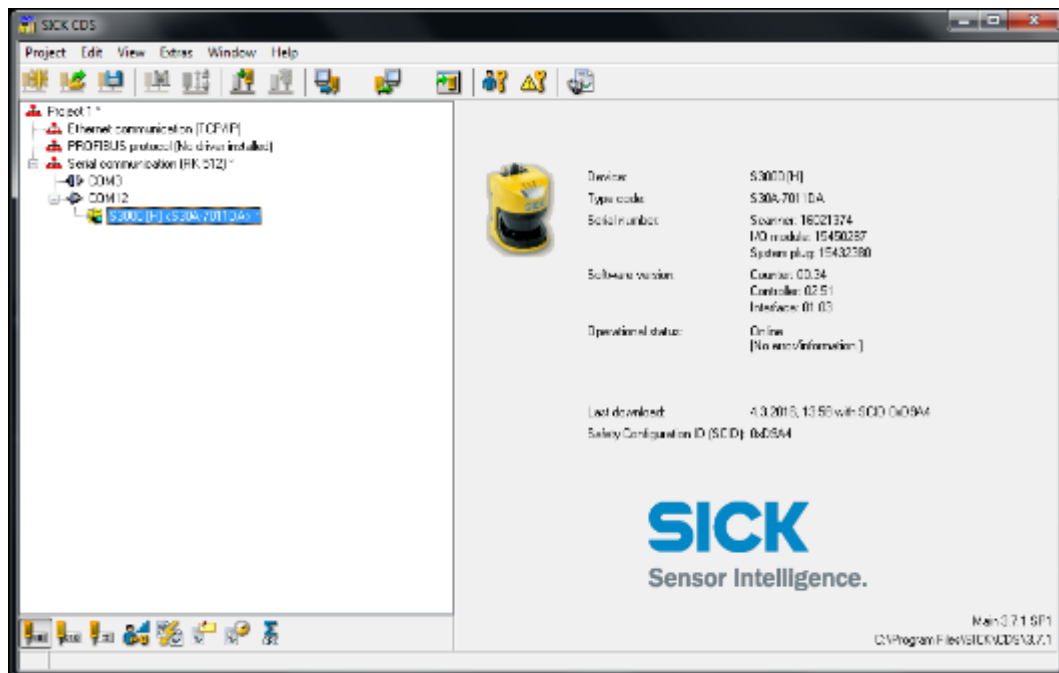 SICK CDS
Project Edit View Extras Window Help
Project 1 *
Ethernet communication [TCP/IP]
PROFIBUS protocol (No driver installed)
Serial communication (RK 512) *
COM3
COM12
S3000 [H] <S30A-7011DA> *
Device: S3000 [H]
Type code: S30A-7011DA
Serial number: Scanner: 16021374
I/O module: 15450287
System plug: 15432380
Software version: Counter: 00.34
Controller: 02.51
Interface: 01.03
Operational status: Online
[No error/information ]
Last download: 4.3.2016, 13:56 with SCID 0xD9A4
Safety Configuration ID (SCID): 0xD9A4
SICK
Sensor Intelligence.
Main 3.7.1 SP1
C:\Program Files\SICK\CDS\3.7.1